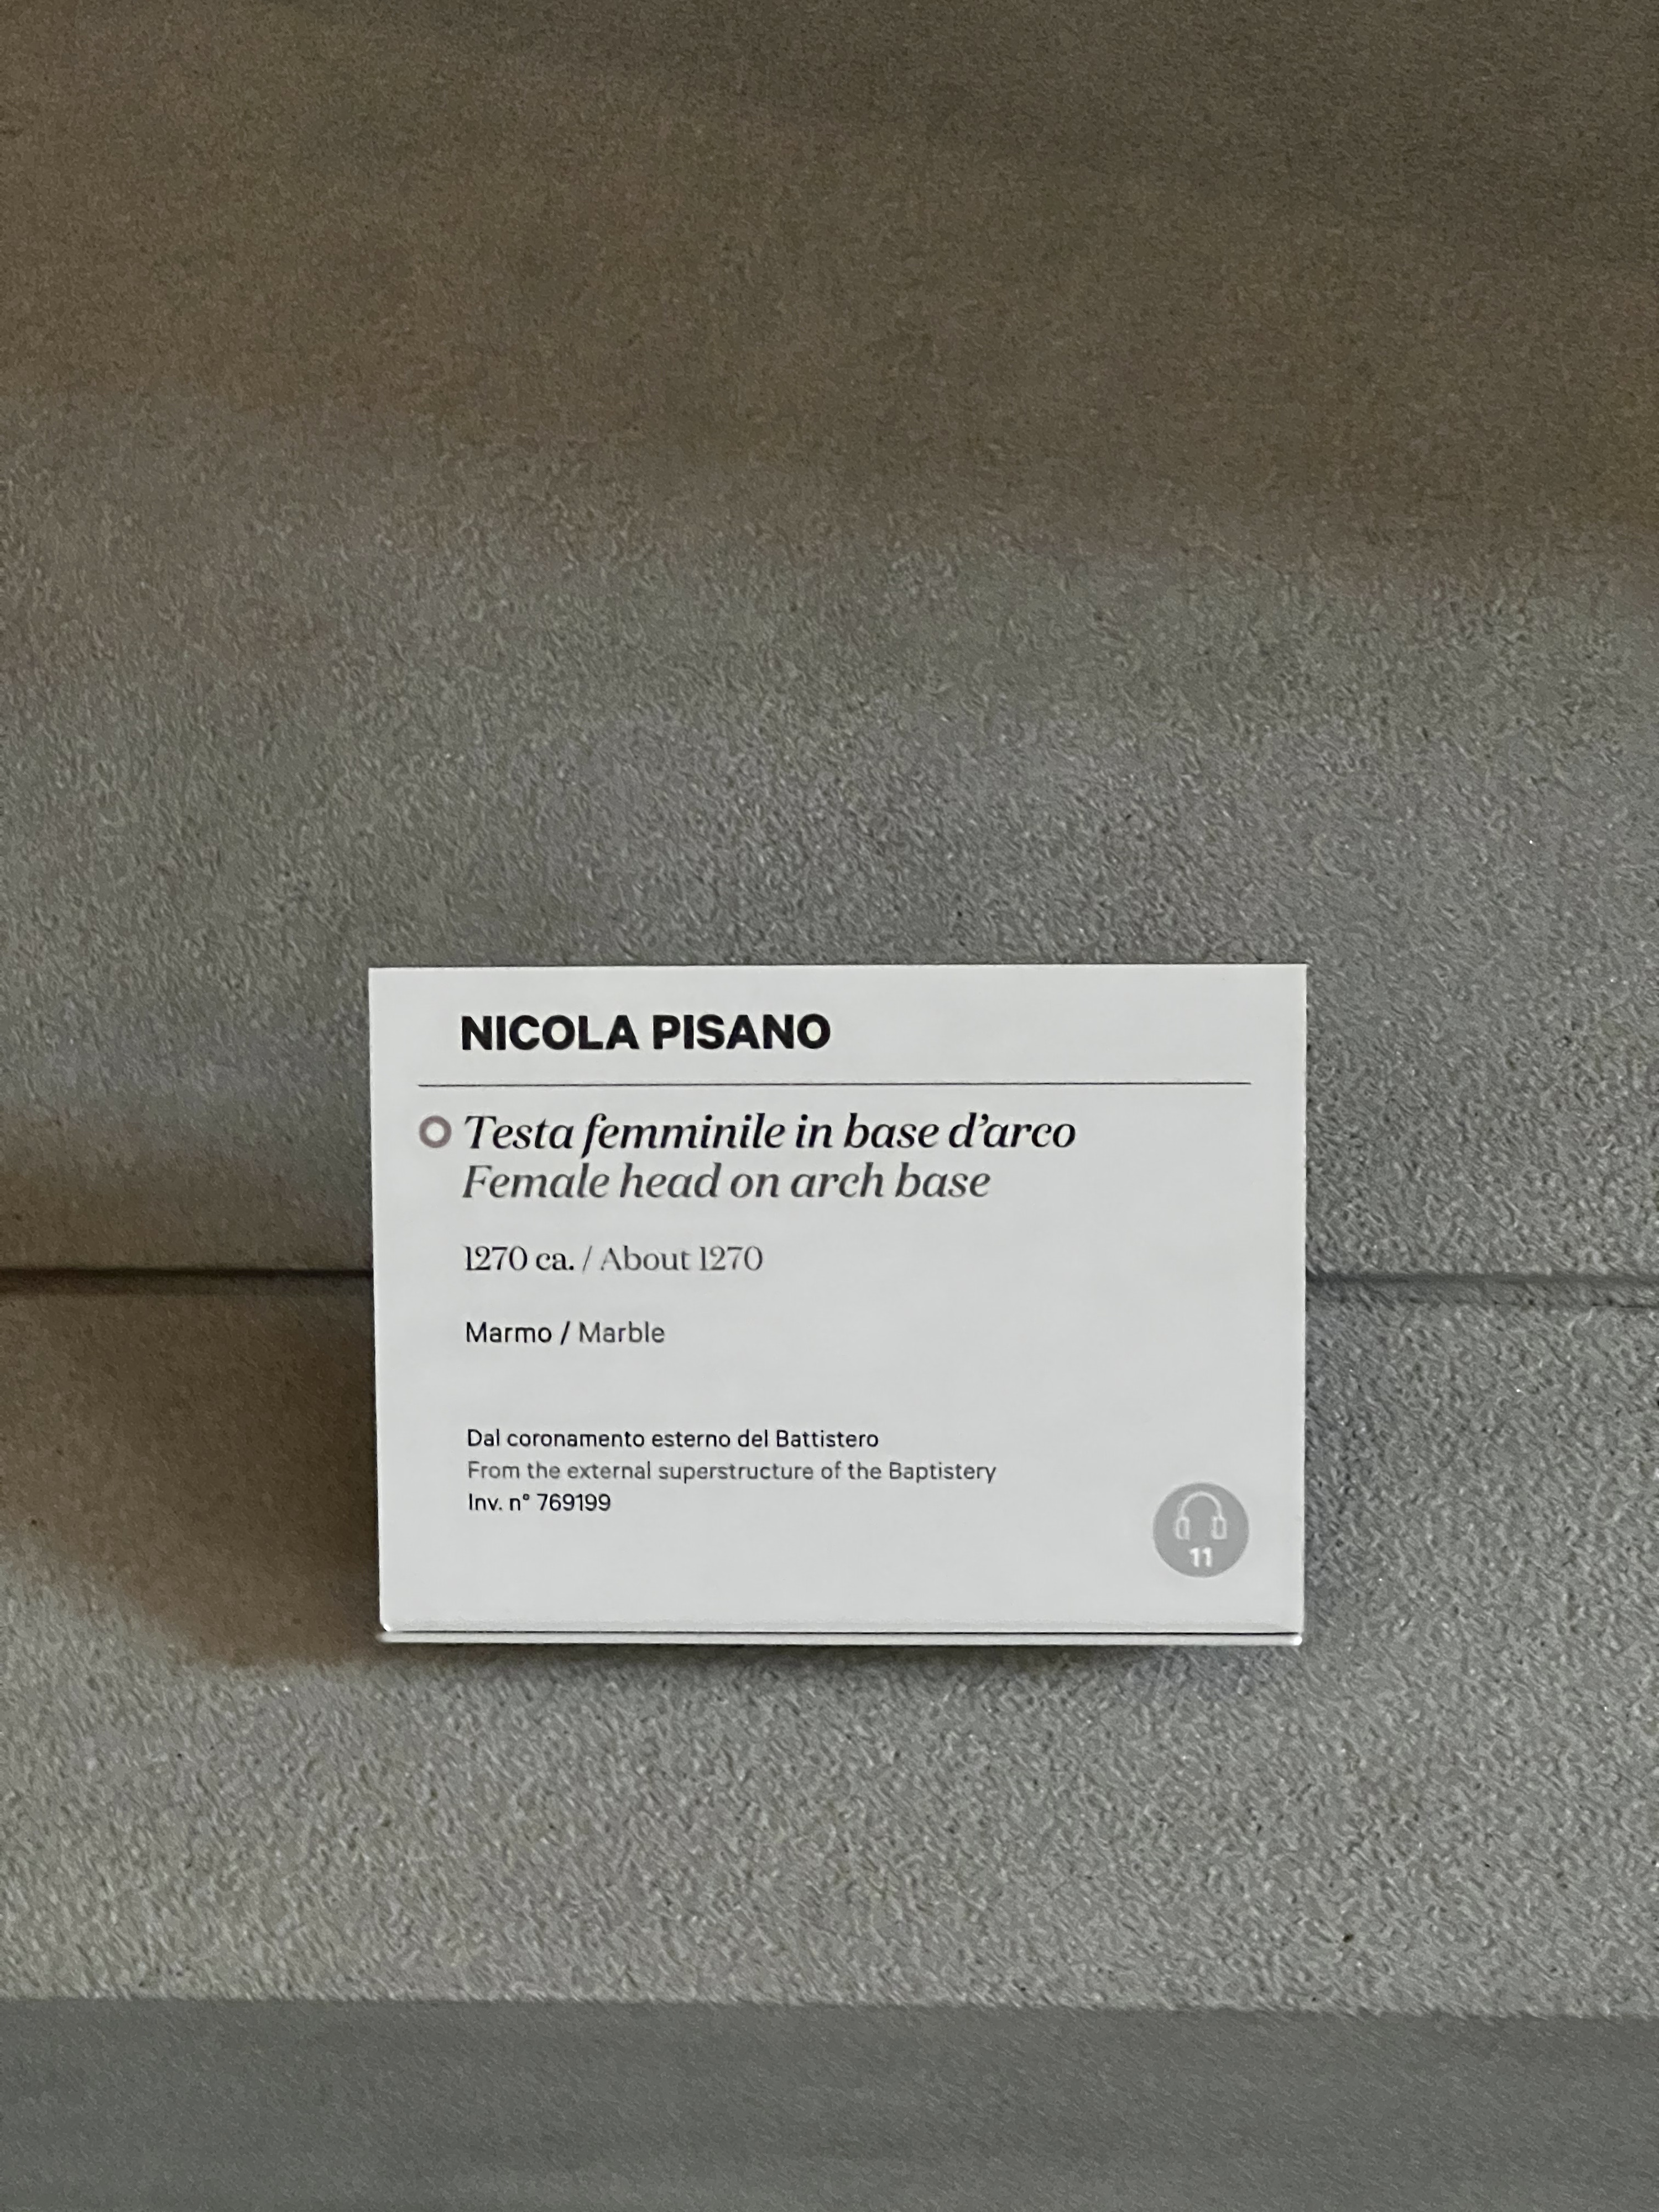 NICOLA PISANO
Testa femminile in base d’arco
Female head on arch base
1270 ca. / About 1270
Marmo / Marble
Dal coronamento esterno del Battistero
From the external superstructure of the Baptistery
Inv. n° 769199
11